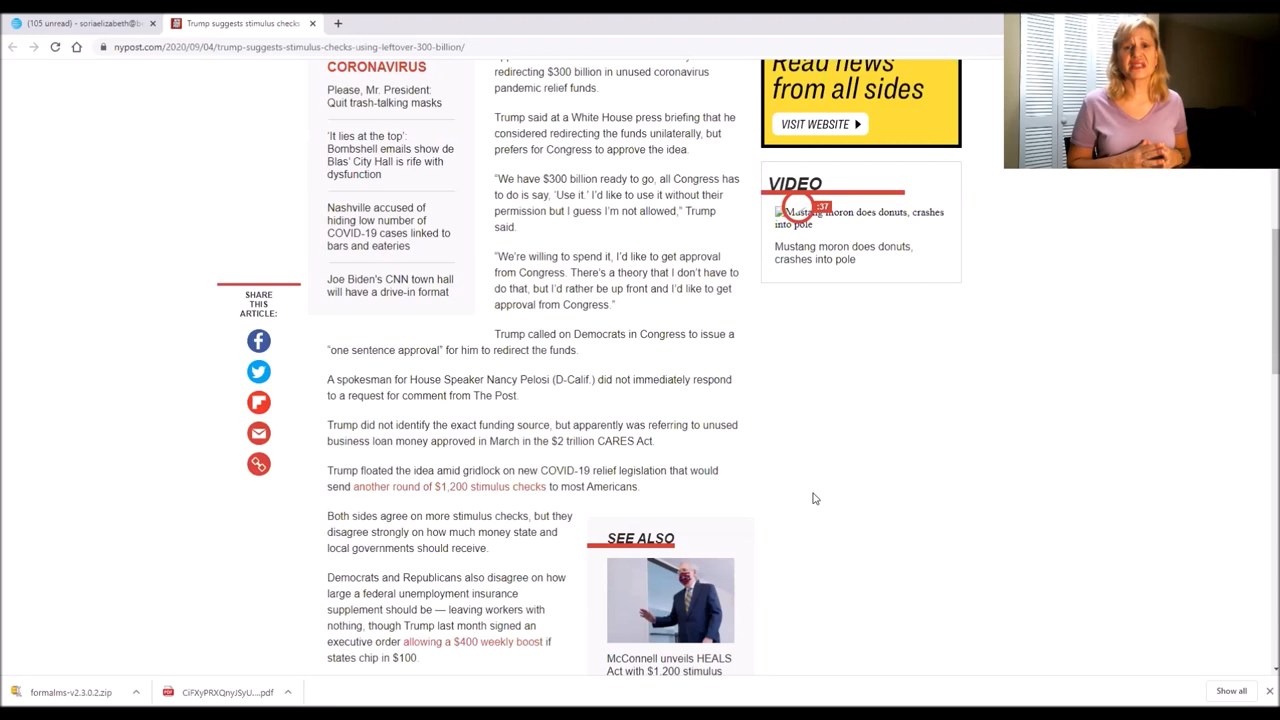 (105 unread) - soriaelizabeth@b
Trump suggests stimulus checks
nypost.com/2020/09/04/trump-suggests-stimulus
300-billion/
Please, Mr. President:
Quit trash-talking masks
'It lies at the top':
Bombshell emails show de
Blas' City Hall is rife with
dysfunction
Nashville accused of
hiding low number of
COVID-19 cases linked to
bars and eateries
Joe Biden's CNN town hall
will have a drive-in format
SHARE
THIS
ARTICLE:
redirecting $300 billion in unused coronavirus
pandemic relief funds.
Trump said at a White House press briefing that he
considered redirecting the funds unilaterally, but
prefers for Congress to approve the idea.
“We have $300 billion ready to go, all Congress has
to do is say, ‘Use it.’ I’d like to use it without their
permission but I guess I’m not allowed,” Trump
said.
“We’re willing to spend it, I’d like to get approval
from Congress. There’s a theory that I don’t have to
do that, but I’d rather be up front and I’d like to get
approval from Congress.”
Trump called on Democrats in Congress to issue a
“one sentence approval” for him to redirect the funds.
A spokesman for House Speaker Nancy Pelosi (D-Calif.) did not immediately respond
to a request for comment from The Post.
Trump did not identify the exact funding source, but apparently was referring to unused
business loan money approved in March in the $2 trillion CARES Act.
Trump floated the idea amid gridlock on new COVID-19 relief legislation that would
send another round of $1,200 stimulus checks to most Americans.
Both sides agree on more stimulus checks, but they
disagree strongly on how much money state and
local governments should receive.
Democrats and Republicans also disagree on how
large a federal unemployment insurance
supplement should be — leaving workers with
nothing, though Trump last month signed an
executive order allowing a $400 weekly boost if
states chip in $100.
SEE ALSO
McConnell unveils HEALS
Act with $1,200 stimulus
Read news
from all sides
VISIT WEBSITE
VIDEO
:37
Mustang moron does donuts, crashes
into pole
Mustang moron does donuts,
crashes into pole
formalms-v2.3.0.2.zip
CiFXyPRXQnyJSyU....pdf
Show all